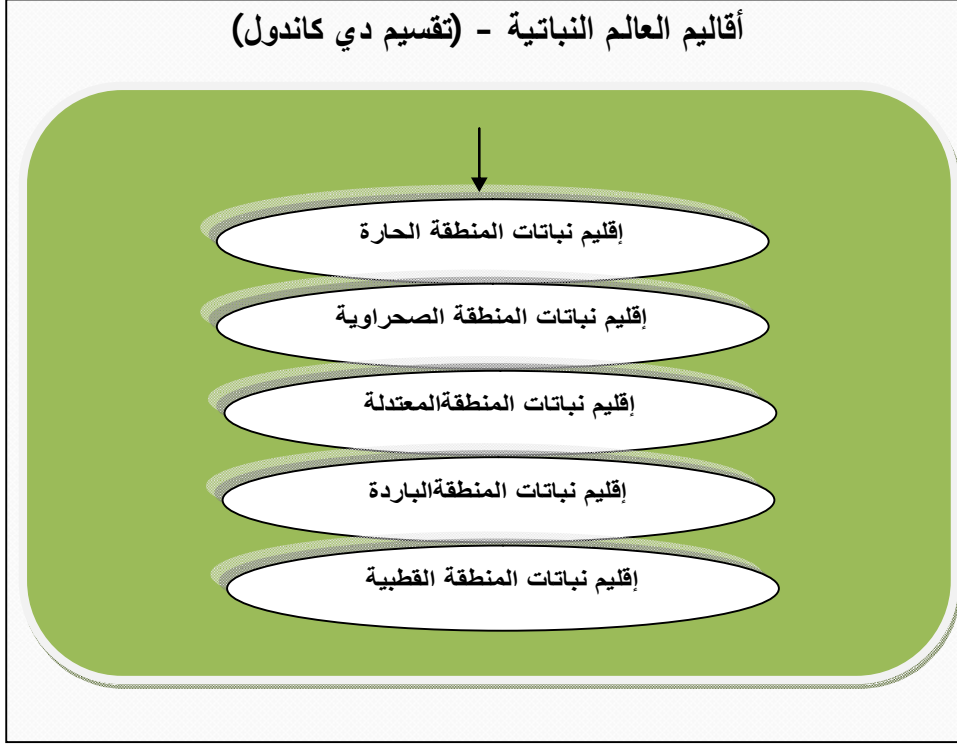 أقاليم العالم النباتية - (تقسيم دي كاندول)
إقليم نباتات المنطقة الحارة
إقليم نباتات المنطقة الصحراوية
إقليم نباتات المنطقةالمعتدلة
إقليم نباتات المنطقةالباردة
إقليم نباتات المنطقة القطبية